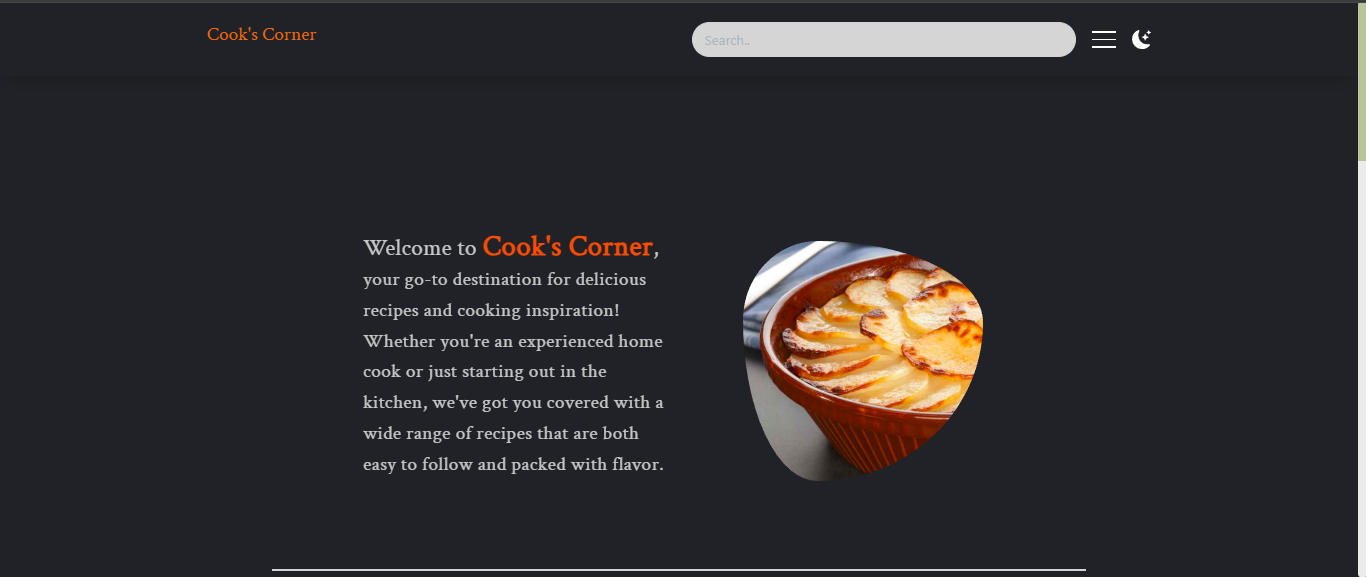 Cook's Corner
Search..
Welcome to Cook's Corner,
your go-to destination for delicious
recipes and cooking inspiration!
Whether you're an experienced home
cook or just starting out in the
kitchen, we've got you covered with a
wide range of recipes that are both
easy to follow and packed with flavor.